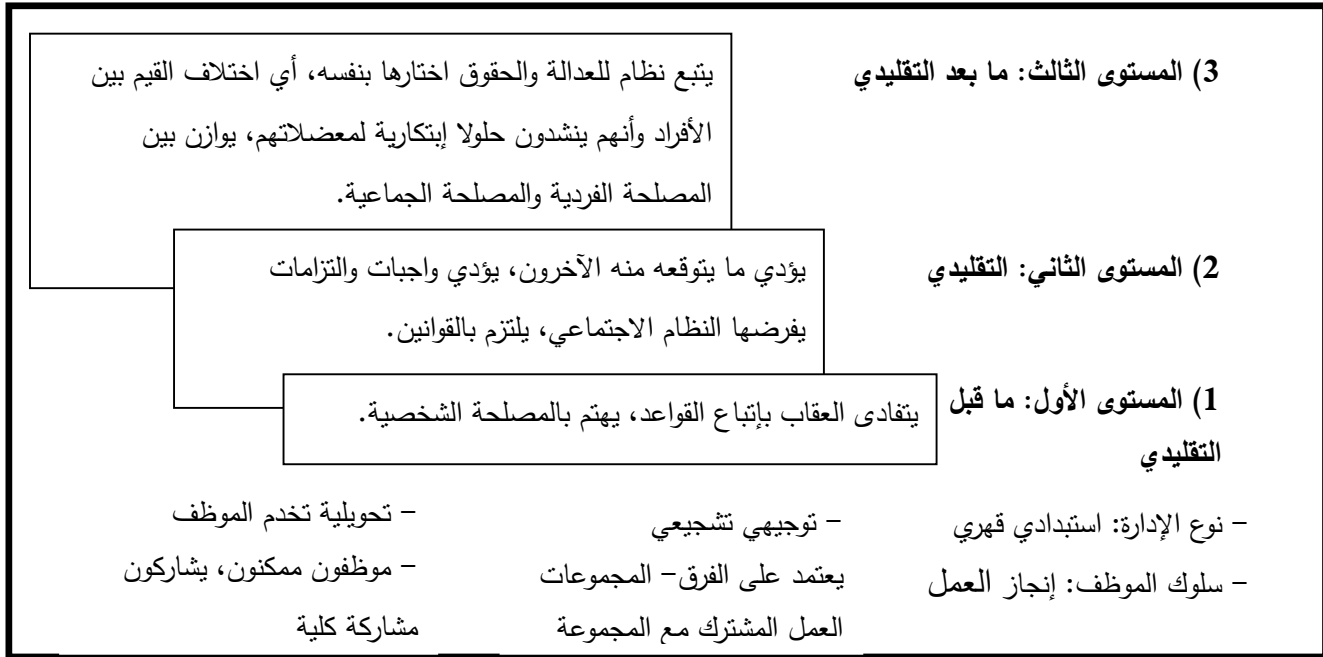 3) المستوى الثالث: ما بعد التقليدي
يتبع نظام للعدالة والحقوق اختارها بنفسه، أي اختلاف القيم بين
الأفراد وأنهم ينشدون حلولا إبتكارية لمعضلاتهم، يوازن بين
المصلحة الفردية والمصلحة الجماعية.
2) المستوى الثاني: التقليدي
يؤدي ما يتوقعه منه الآخرون، يؤدي واجبات والتزامات
يفرضها النظام الاجتماعي، يلتزم بالقوانين.
1) المستوى الأول: ما قبل
التقليدي
يتفادى العقاب بإتباع القواعد، يهتم بالمصلحة الشخصية.
- نوع الإدارة: استبدادي قهري
- سلوك الموظف: إنجاز العمل
- توجيهي تشجيعي
يعتمد على الفرق- المجموعات
العمل المشترك مع المجموعة
- تحويلية تخدم الموظف
- موظفون ممكنون، يشاركون
مشاركة كلية